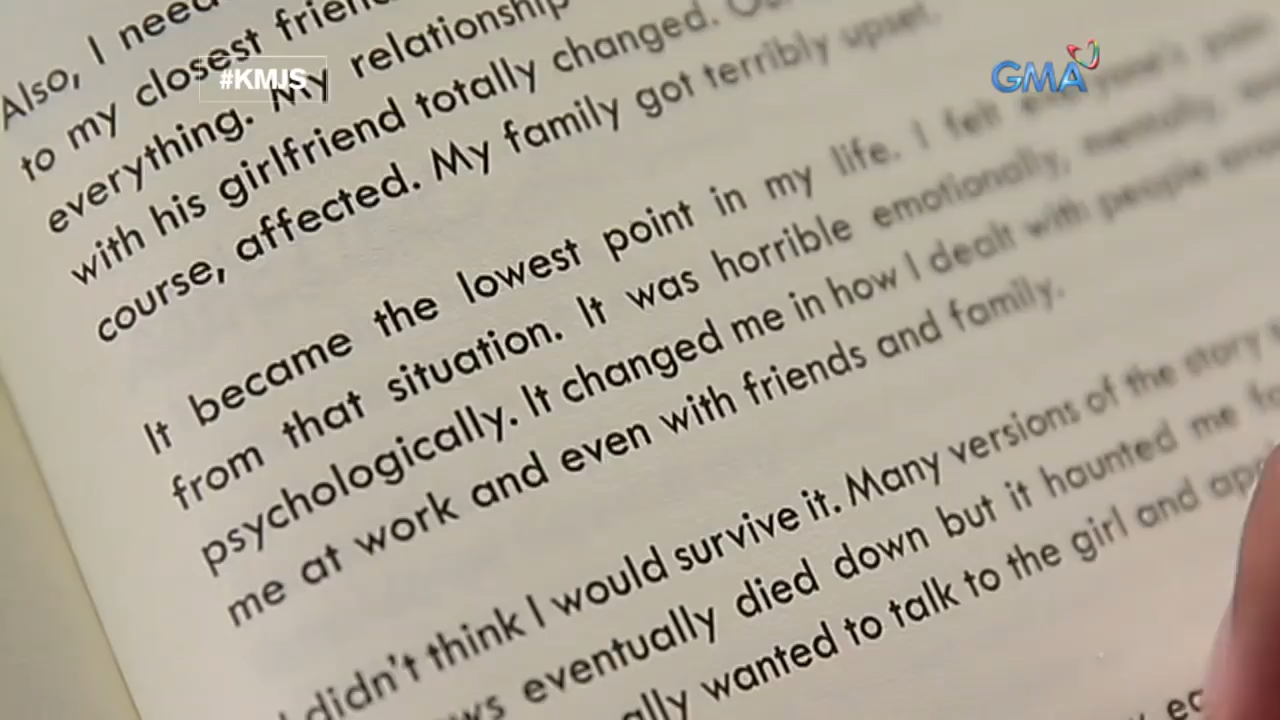 #KMJS
GMA
Also, I need
to my closest
everything. My relationship
with his girlfriend totally changed.
course, affected. My family got terribly upset.
It became the lowest point in my life. I felt everyone's pain
from that situation. It was horrible emotionally, mentally,
psychologically. It changed me in how I dealt with people
me at work and even with friends and family.
didn't think I would survive it. Many versions of the story
eventually died down but it haunted me
wanted to talk to the girl and